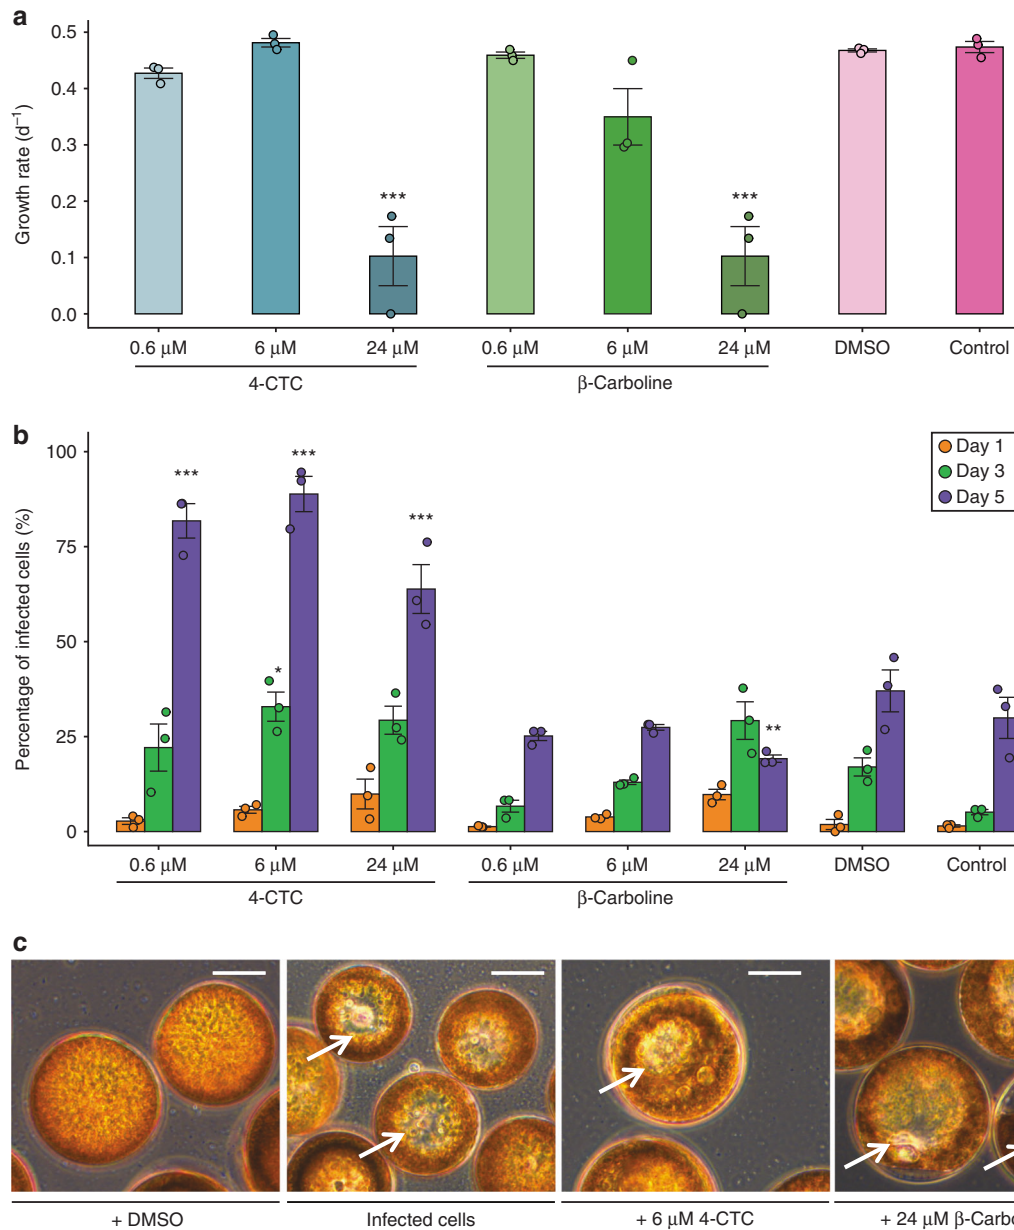 a
Growth rate (d⁻¹)
0.5
0.4
0.3
0.2
0.1
0.0
***
***
0.6 μM 6 μM 24 μM 0.6 μM 6 μM 24 μM DMSO Control
4-CTC β-Carboline
b
Percentage of infected cells (%)
100
75
50
25
0
***
***
***
*
**
Day 1
Day 3
Day 5
0.6 μM 6 μM 24 μM 0.6 μM 6 μM 24 μM DMSO Control
4-CTC β-Carboline
c
+ DMSO Infected cells + 6 μM 4-CTC + 24 μM β-Carbo